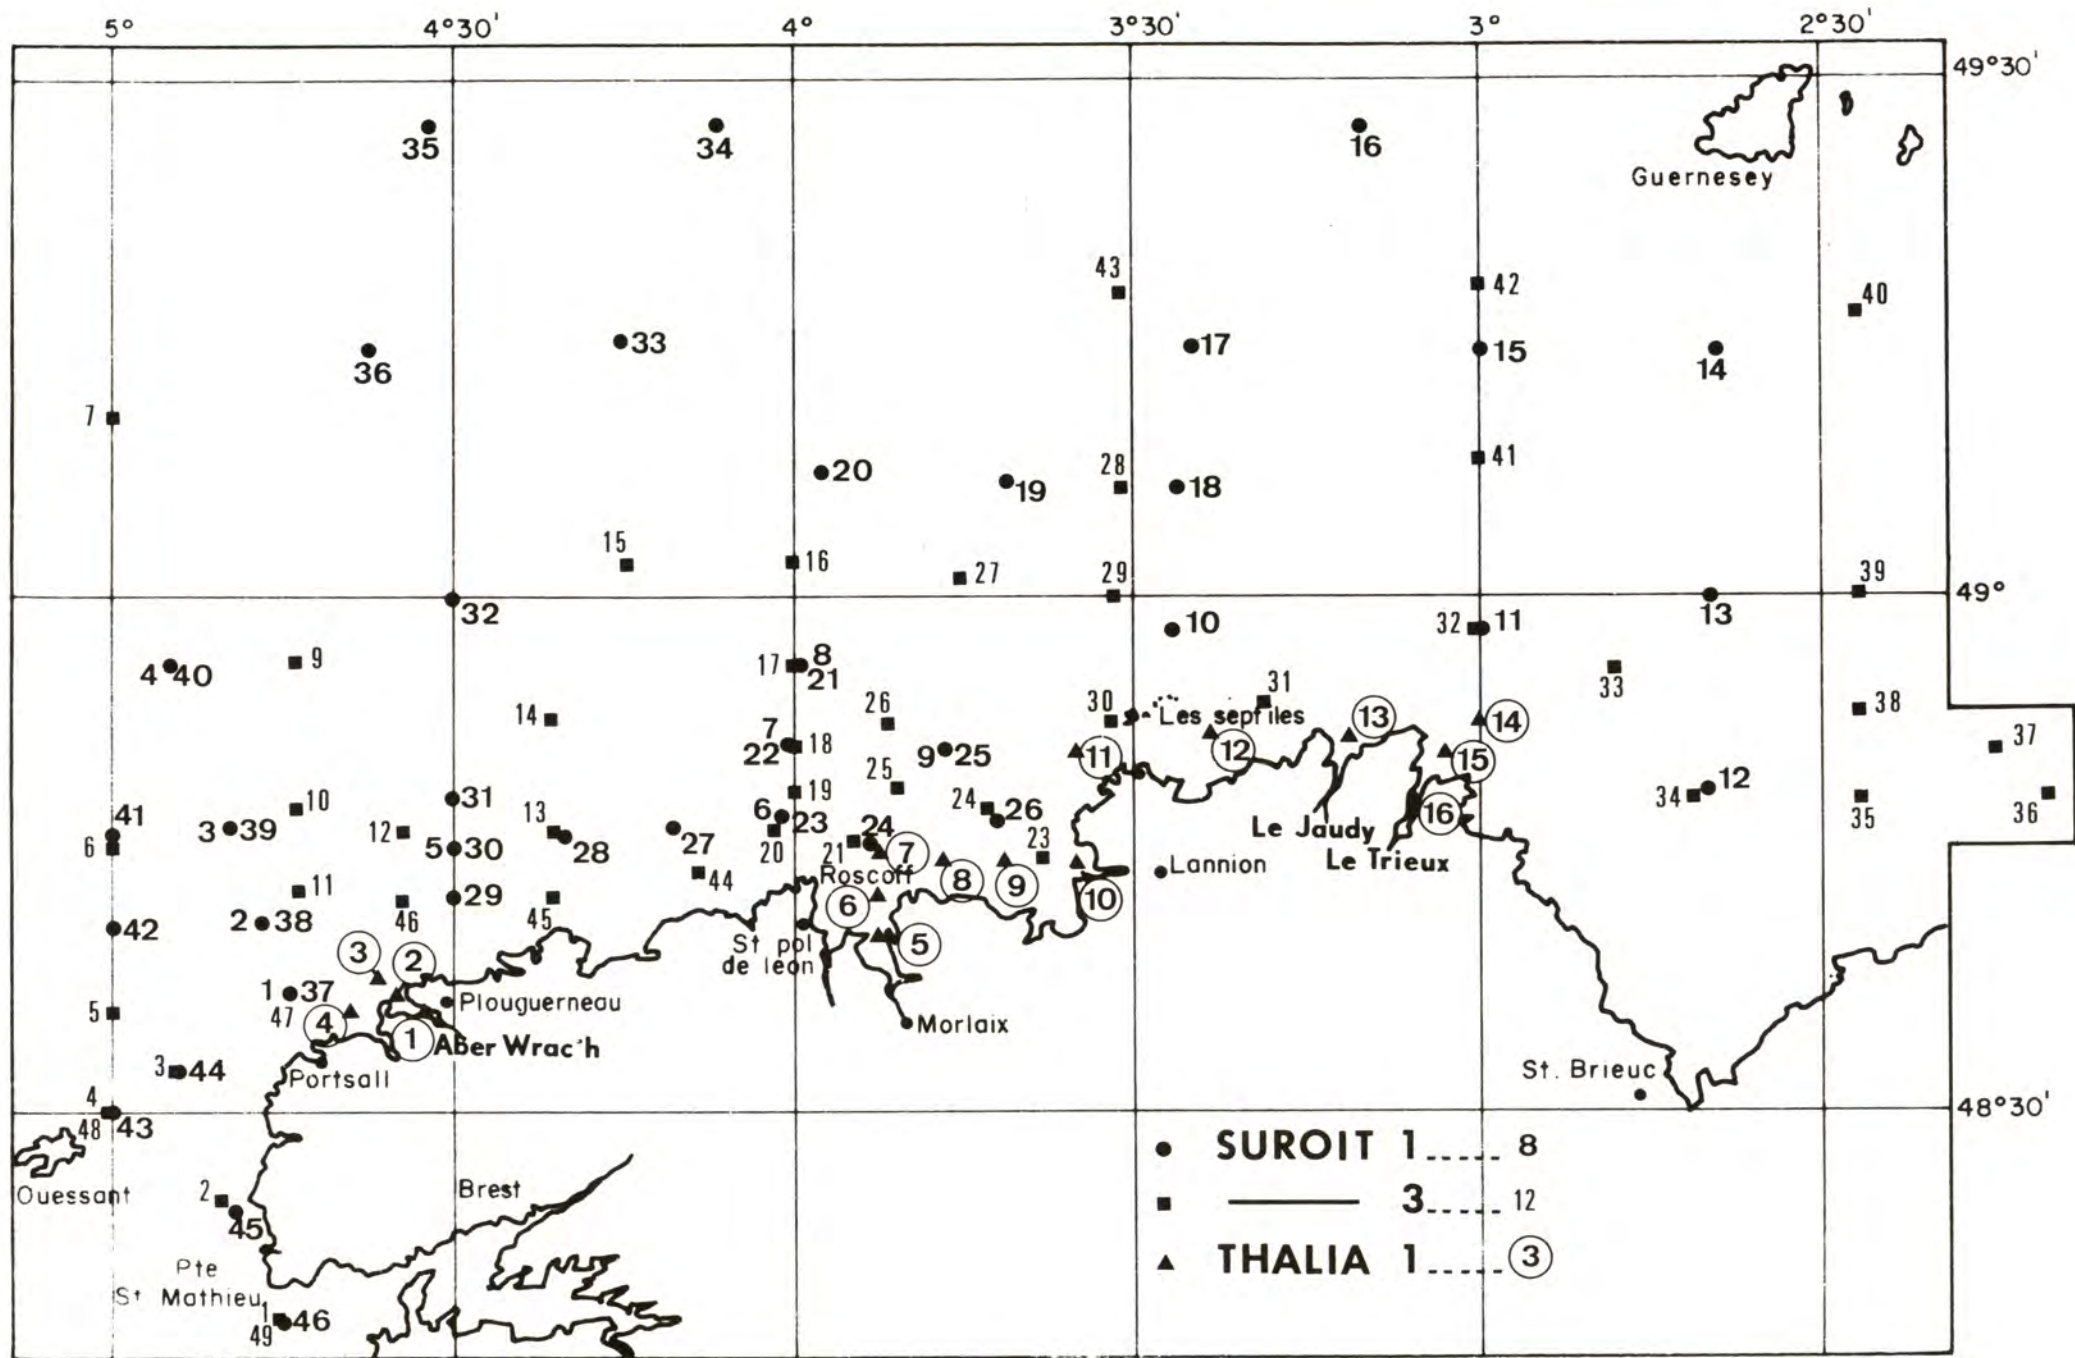 5° 4°30' 4° 3°30' 3° 2°30'
49°30'
35 34 16
Guernesey
43 42 40
36 33 17 15 14
7
20 19 28 18 41
15 16 27 29 39
32 13
10 32 11
4 40 9 17 8 21 33
14 26 30 31 38
Les sept iles
13 14
7 22 18 9 25 11 12 15 37
49°
41 31 10 25 19 34 12 35 36
6 3 39 12 5 30 13 28 27 6 23 20 24 26 16
24 21 7 23
Le Jaudy
Le Trieux
11 29 44 Roscoff 8 9 10 Lannion
2 38 46 45 6
42
3 2 St pol
de leon
5
1 37 Plouguerneau
5 47 4 1 Aber Wrac'h Morlaix
3 44 Portsall St. Brieuc
4 48 43
48°30'
Ouessant
2 45 Brest
Pte
St Mathieu
1 49 46
SUROIT 1 ...... 8
3 ...... 12
THALIA 1 ...... 3